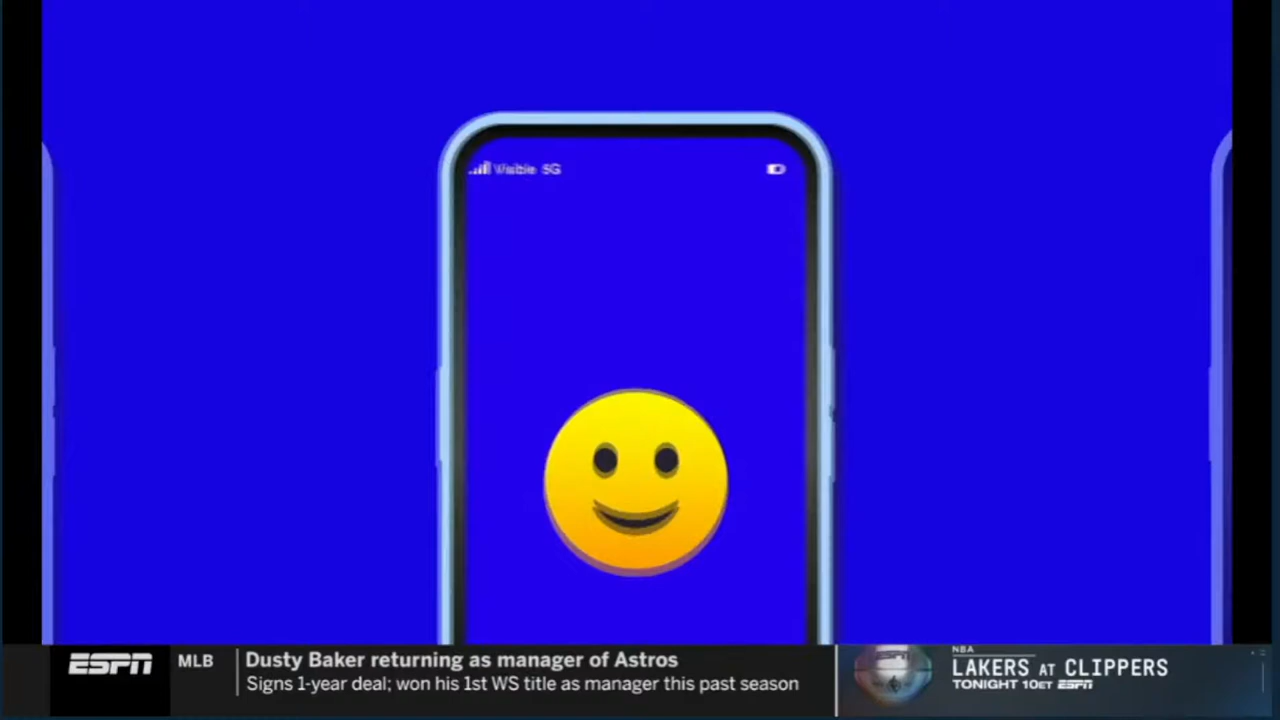 Visible 5G
ESPN
MLB
Dusty Baker returning as manager of Astros
Signs 1-year deal; won his 1st WS title as manager this past season
NBA
LAKERS AT CLIPPERS
TONIGHT 10ET ESPN